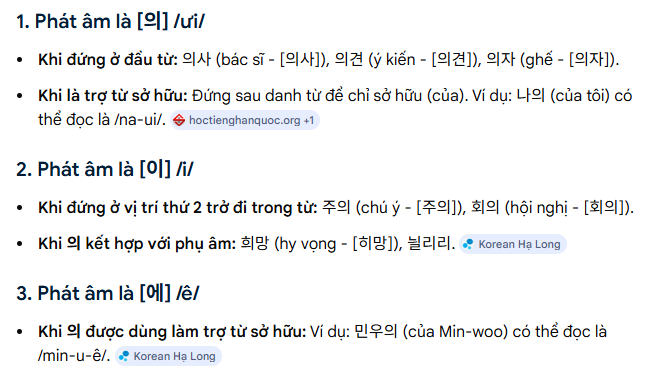 1. Phát âm là [의] /ưi/
• Khi đứng ở đầu từ: 의사 (bác sĩ - [의사]), 의견 (ý kiến - [의견]), 의자 (ghế - [의자]).
• Khi là trợ từ sở hữu: Đứng sau danh từ để chỉ sở hữu (của). Ví dụ: 나의 (của tôi) có
thể đọc là /na-ui/. hoctienghanquoc.org +1
2. Phát âm là [이] /i/
• Khi đứng ở vị trí thứ 2 trở đi trong từ: 주의 (chú ý - [주의]), 회의 (hội nghị - [회의]).
• Khi 의 kết hợp với phụ âm: 희망 (hy vọng - [히망]), 늴리리. Korean Hạ Long
3. Phát âm là [에] /ê/
• Khi 의 được dùng làm trợ từ sở hữu: Ví dụ: 민우의 (của Min-woo) có thể đọc là
/min-u-ê/. Korean Hạ Long